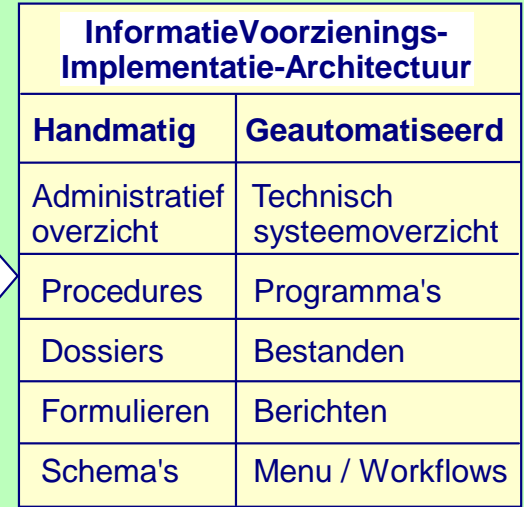 InformatieVoorzienings-
Implementatie-Architectuur
Handmatig Geautomatiseerd
Administratief Technisch
overzicht systeemoverzicht
Procedures Programma's
Dossiers Bestanden
Formulieren Berichten
Schema's Menu / Workflows